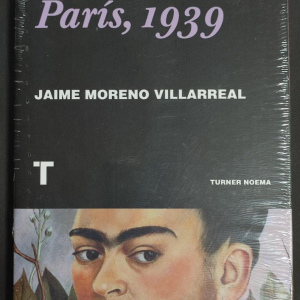 París, 1939
JAIME MORENO VILLARREAL
T
TURNER NOEMA